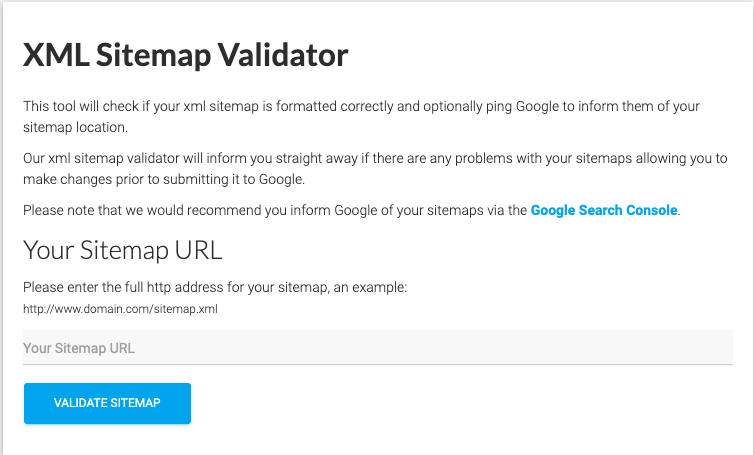 XML Sitemap Validator
This tool will check if your xml sitemap is formatted correctly and optionally ping Google to inform them of your
sitemap location.
Our xml sitemap validator will inform you straight away if there are any problems with your sitemaps allowing you to
make changes prior to submitting it to Google.
Please note that we would recommend you inform Google of your sitemaps via the Google Search Console.
Your Sitemap URL
Please enter the full http address for your sitemap, an example:
http://www.domain.com/sitemap.xml
Your Sitemap URL
VALIDATE SITEMAP